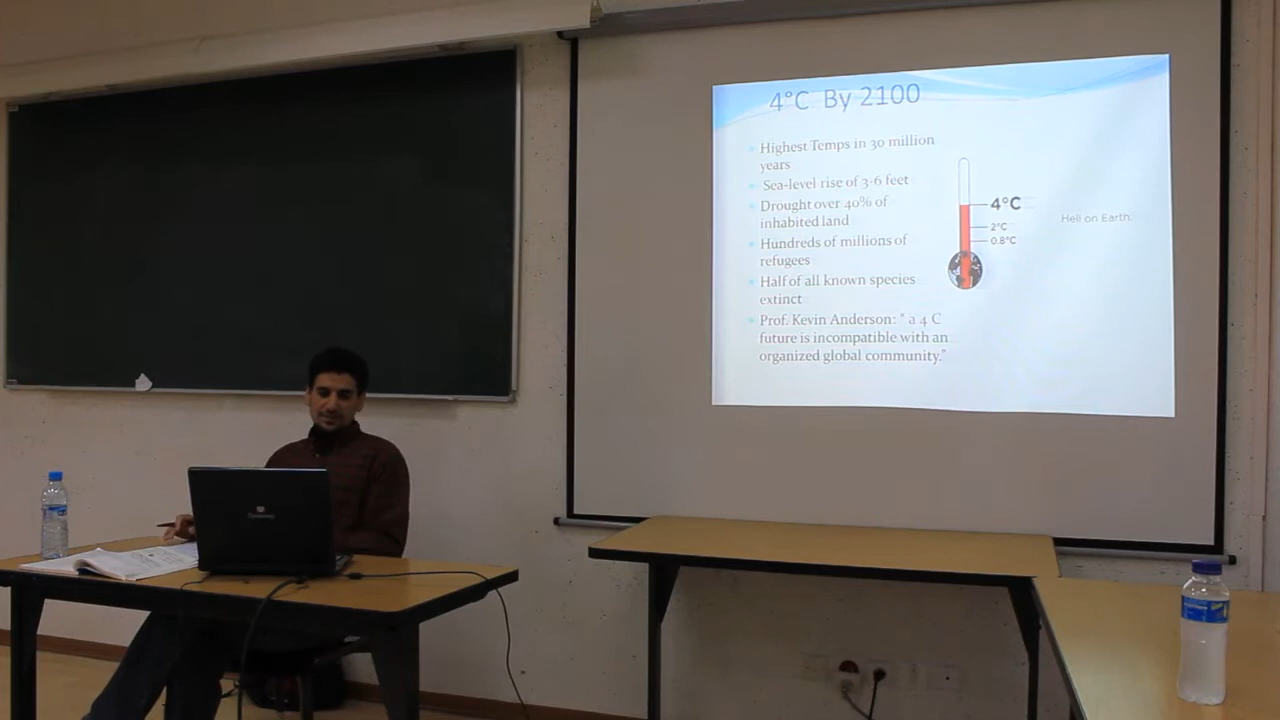 4°C By 2100
Highest Temps in 30 million
years
Sea-level rise of 3-6 feet
Drought over 40% of
inhabited land
Hundreds of millions of
refugees
Half of all known species
extinct
Prof. Kevin Anderson: " a 4 C
future is incompatible with an
organized global community."
4°C
2°C
0.8°C
Hell on Earth.